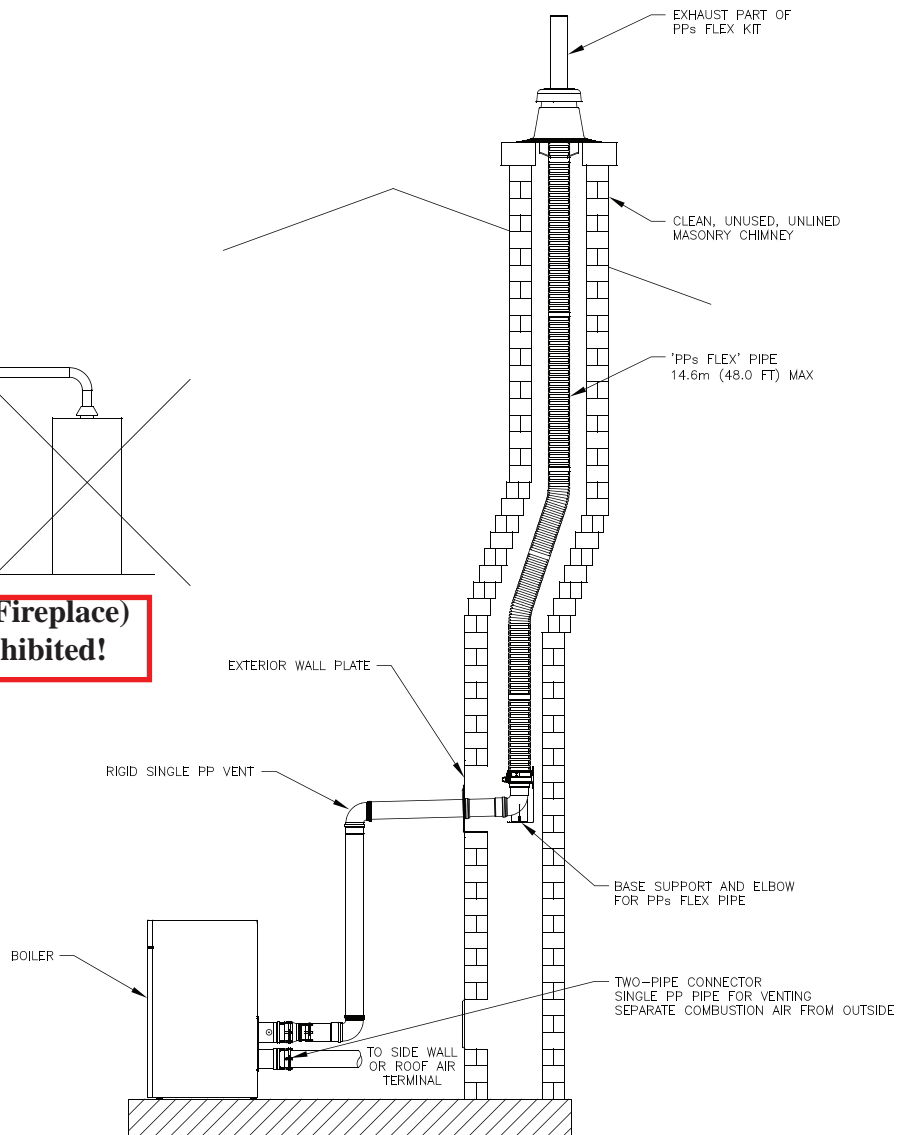 EXHAUST PART OF
PPs FLEX KIT
CLEAN, UNUSED, UNLINED
MASONRY CHIMNEY
'PPs FLEX' PIPE
14.6m (48.0 FT) MAX
Fireplace)
hibited!
EXTERIOR WALL PLATE
RIGID SINGLE PP VENT
BASE SUPPORT AND ELBOW
FOR PPs FLEX PIPE
BOILER
TWO-PIPE CONNECTOR
SINGLE PP PIPE FOR VENTING
SEPARATE COMBUSTION AIR FROM OUTSIDE
TO SIDE WALL
OR ROOF AIR
TERMINAL